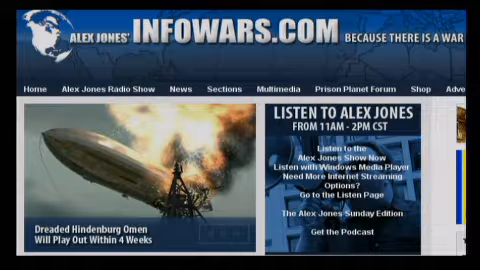 ALEX JONES' INFOWARS.COM BECAUSE THERE IS A WAR
Home Alex Jones Radio Show News Sections Multimedia Prison Planet Forum Shop Adve
LISTEN TO ALEX JONES
FROM 11AM - 2PM CST
Listen to the
Alex Jones Show Now
Listen with Windows Media Player
Need More Internet Streaming
Options?
Go to the Listen Page
The Alex Jones Sunday Edition
Get the Podcast
Dreaded Hindenburg Omen
Will Play Out Within 4 Weeks